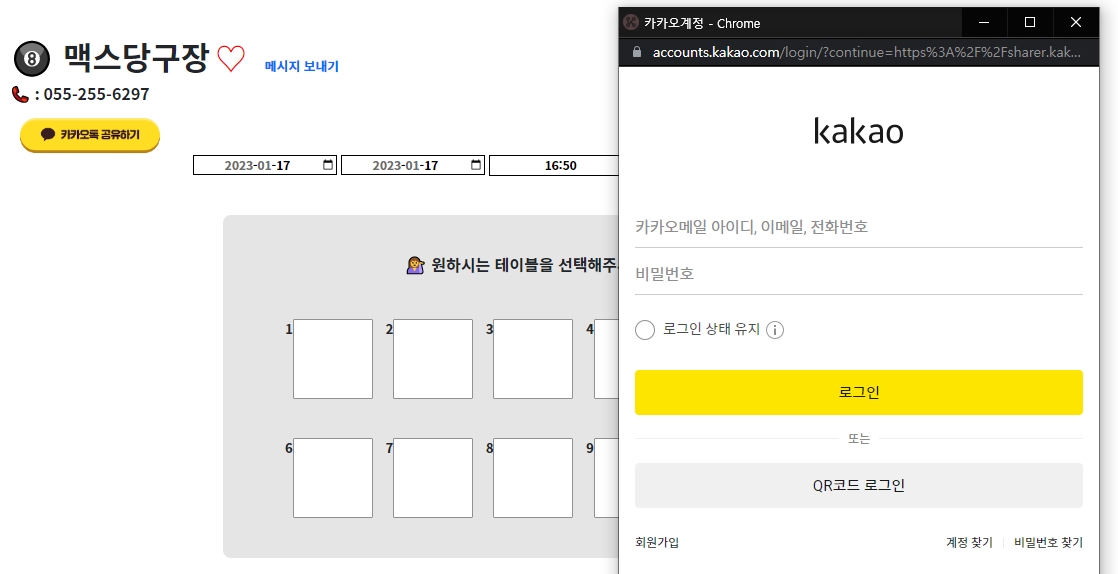 8 맥스당구장 ♡ 메시지 보내기
: 055-255-6297
카카오톡 공유하기
2023-01-17 2023-01-17 16:50
원하시는 테이블을 선택해주
1 2 3 4
6 7 8 9
카카오계정 - Chrome
accounts.kakao.com/login/?continue=https%3A%2F%2Fsharer.kak...
kakao
카카오메일 아이디, 이메일, 전화번호
비밀번호
로그인 상태 유지
로그인
또는
QR코드 로그인
회원가입 계정 찾기 비밀번호 찾기